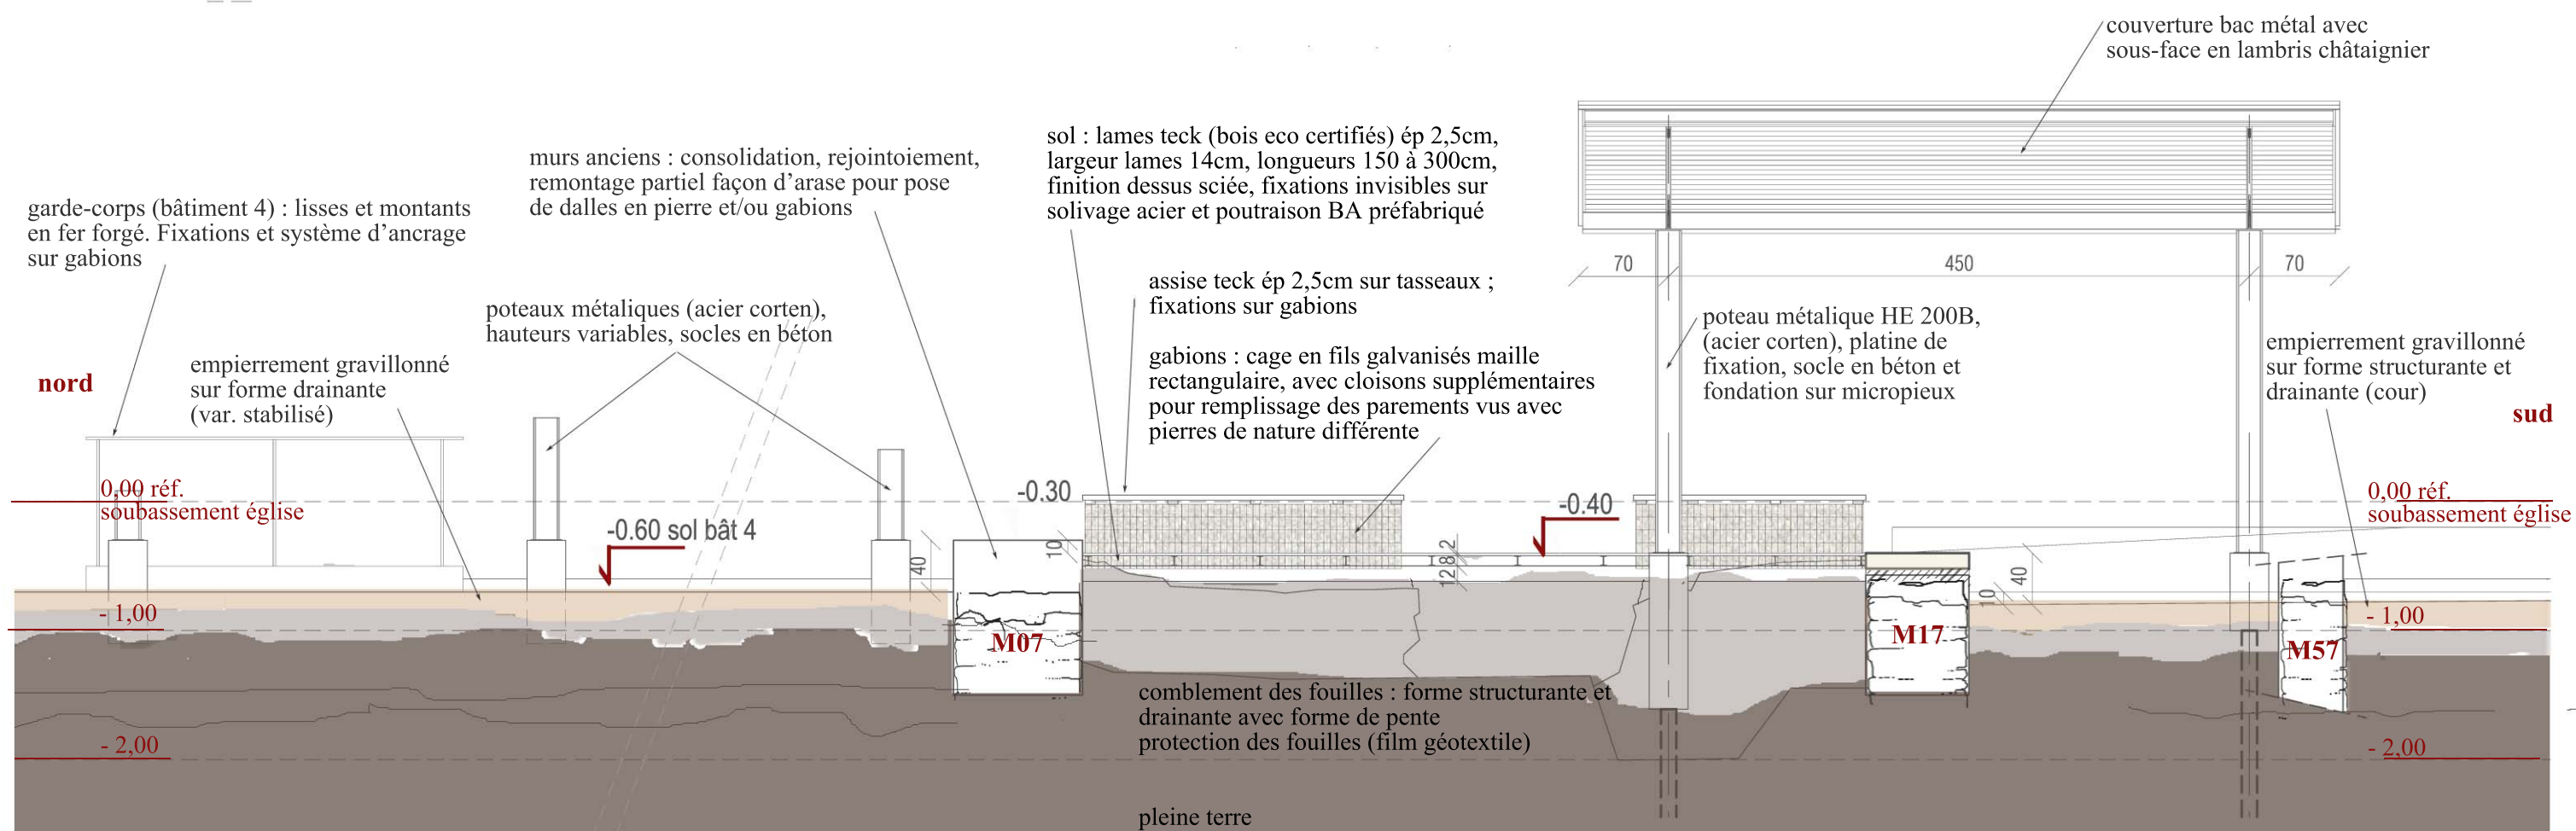 couverture bac métal avec
sous-face en lambris châtaignier
sol : lames teck (bois eco certifiés) ép 2,5cm,
largeur lames 14cm, longueurs 150 à 300cm,
finition dessus sciée, fixations invisibles sur
solivage acier et poutraison BA préfabriqué
murs anciens : consolidation, rejointoiement,
remontage partiel façon d'arase pour pose
de dalles en pierre et/ou gabions
garde-corps (bâtiment 4) : lisses et montants
en fer forgé. Fixations et système d'ancrage
sur gabions
70
450
70
assise teck ép 2,5cm sur tasseaux ;
fixations sur gabions
poteaux métaliques (acier corten),
hauteurs variables, socles en béton
poteau métalique HE 200B,
(acier corten), platine de
fixation, socle en béton et
fondation sur micropieux
empierrement gravillonné
sur forme structurante et
drainante (cour)
gabions : cage en fils galvanisés maille
rectangulaire, avec cloisons supplémentaires
pour remplissage des parements vus avec
pierres de nature différente
empierrement gravillonné
sur forme drainante
(var. stabilisé)
nord
sud
0,00 réf.
soubassement église
-0.30
-0.40
0,00 réf.
soubassement église
-0.60 sol bât 4
40
10
12 8 2
10
40
- 1,00
- 1,00
M07
M17
M57
comblement des fouilles : forme structurante et
drainante avec forme de pente
protection des fouilles (film géotextile)
- 2,00
- 2,00
pleine terre